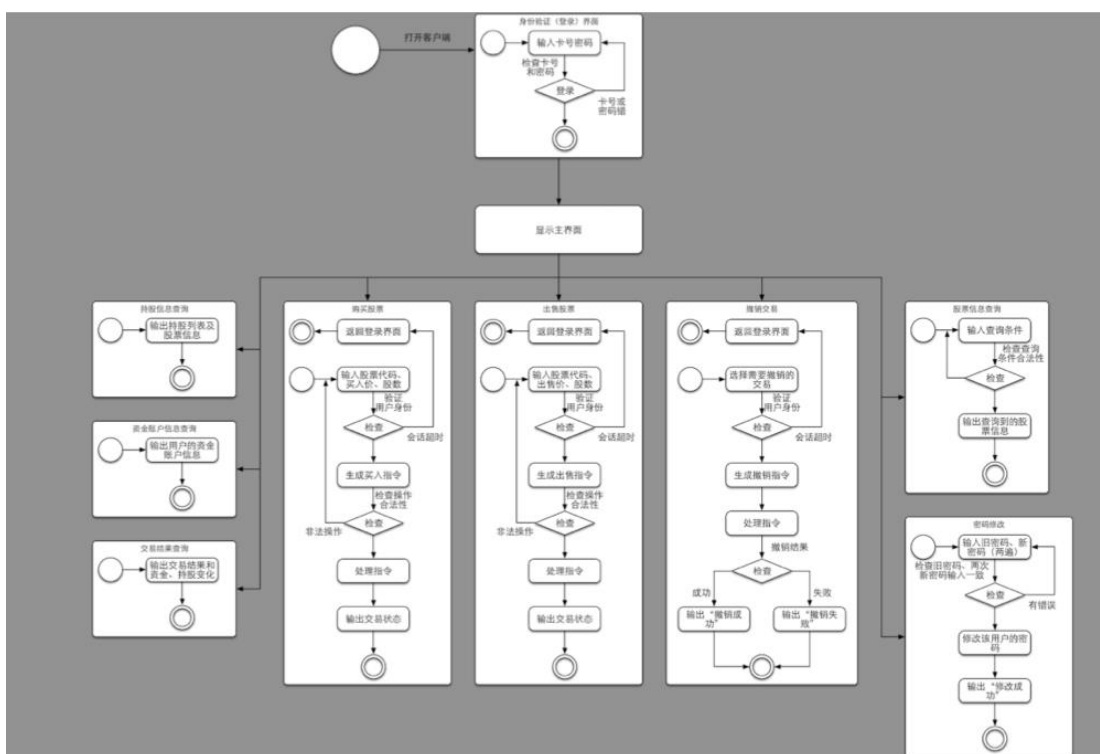 身份验证（登录）界面
打开客户端
输入卡号密码
检查卡号
和密码
登录
卡号或
密码错
显示主界面
持股信息查询
输出持股列表及
股票信息
资金账户信息查询
输出用户的资金
账户信息
交易结果查询
输出交易结果和
资金、持股变化
购买股票
返回登录界面
输入股票代码、
买入价、股数
验证
用户身份
检查
会话超时
生成买入指令
检查操作
合法性
非法操作
检查
处理指令
输出交易状态
出售股票
返回登录界面
输入股票代码、
出售价、股数
验证
用户身份
检查
会话超时
生成出售指令
检查操作
合法性
非法操作
检查
处理指令
输出交易状态
撤销交易
返回登录界面
选择需要撤销的
交易
验证
用户身份
检查
会话超时
生成撤销指令
处理指令
撤销结果
检查
成功
失败
输出“撤销成
功”
输出“撤销失
败”
股票信息查询
输入查询条件
检查查询
条件合法性
检查
输出查询到的股
票信息
密码修改
输入旧密码、新
密码（两遍）
检查旧密码、两次
新密码输入一致
检查
有错误
修改该用户的密
码
输出“修改成
功”